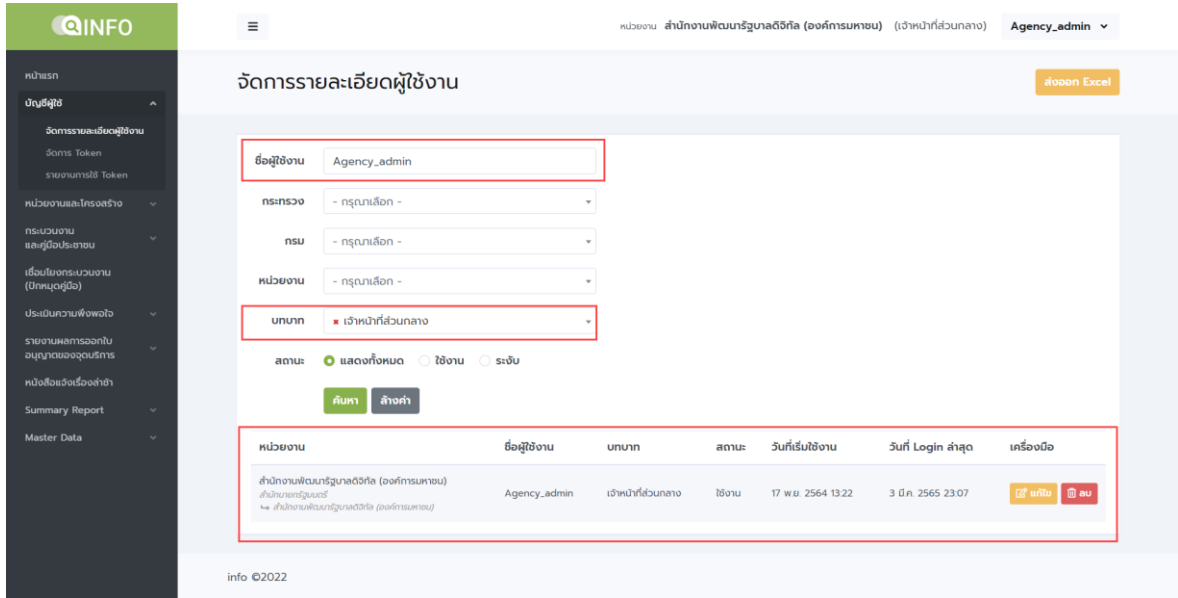 INFO
หน่วยงาน สำนักงานพัฒนารัฐบาลดิจิทัล (องค์การมหาชน) (เจ้าหน้าที่ส่วนกลาง) Agency_admin
หน้าแรก
บัญชีผู้ใช้
จัดการรายละเอียดผู้ใช้งาน
จัดการ Token
รายงานการใช้ Token
หน่วยงานและโครงสร้าง
กระบวนงาน
และคู่มือประชาชน
เชื่อมโยงกระบวนงาน
(ปักหมุดคู่มือ)
ประเมินความพึงพอใจ
รายงานผลการออกใบ
อนุญาตของจุดบริการ
หนังสือแจ้งเรื่องล่าช้า
Summary Report
Master Data
จัดการรายละเอียดผู้ใช้งาน
ส่งออก Excel
ชื่อผู้ใช้งาน Agency_admin
กระทรวง - กรุณาเลือก -
กรม - กรุณาเลือก -
หน่วยงาน - กรุณาเลือก -
บทบาท × เจ้าหน้าที่ส่วนกลาง
สถานะ แสดงทั้งหมด ใช้งาน ระงับ
ค้นหา ล้างค่า
หน่วยงาน ชื่อผู้ใช้งาน บทบาท สถานะ วันที่เริ่มใช้งาน วันที่ Login ล่าสุด เครื่องมือ
สำนักงานพัฒนารัฐบาลดิจิทัล (องค์การมหาชน)
สำนักนายกรัฐมนตรี
↳ สำนักงานพัฒนารัฐบาลดิจิทัล (องค์การมหาชน)
Agency_admin เจ้าหน้าที่ส่วนกลาง ใช้งาน 17 พ.ย. 2564 13:22 3 มี.ค. 2565 23:07 แก้ไข ลบ
info ©2022